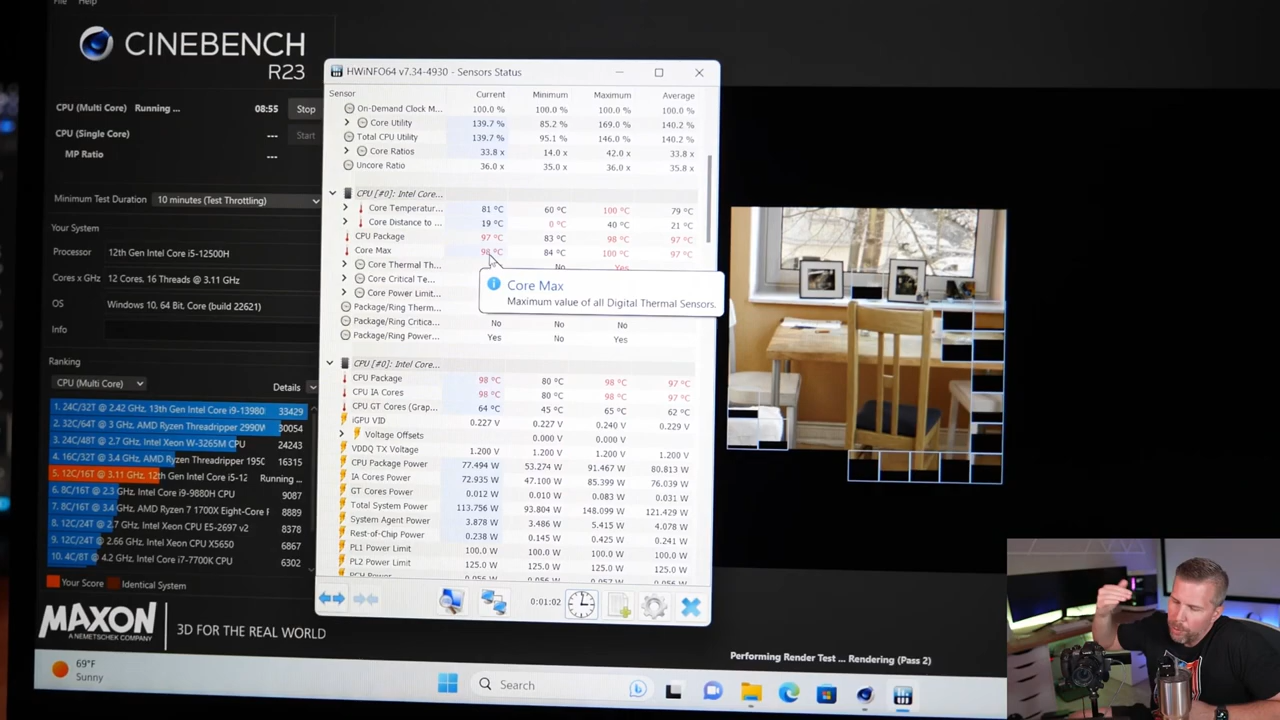 File Help
CINEBENCH
R23
CPU (Multi Core) Running ... 08:55 Stop
CPU (Single Core) --- Start
MP Ratio ---
Minimum Test Duration 10 minutes (Test Throttling)
Your System
Processor 12th Gen Intel Core i5-12500H
Cores x GHz 12 Cores, 16 Threads @ 3.11 GHz
OS Windows 10, 64 Bit, Core (build 22621)
Info
Ranking
CPU (Multi Core) Details
1. 24C/32T @ 2.42 GHz, 13th Gen Intel Core i9-13980 33429
2. 32C/64T @ 3 GHz, AMD Ryzen Threadripper 2990W 30054
3. 24C/48T @ 2.7 GHz, Intel Xeon W-3265M CPU 24243
4. 16C/32T @ 3.4 GHz, AMD Ryzen Threadripper 195 16315
5. 12C/16T @ 3.11 GHz, 12th Gen Intel Core i5-12 Running ...
6. 8C/16T @ 2.3 GHz, Intel Core i9-9880H CPU 9087
7. 8C/16T @ 3.4 GHz, AMD Ryzen 7 1700X Eight-Core 8889
8. 12C/24T @ 2.7 GHz, Intel Xeon CPU E5-2697 v2 8378
9. 12C/24T @ 2.66 GHz, Intel Xeon CPU X5650 6867
10. 4C/8T @ 4.2 GHz, Intel Core i7-7700K CPU 6302
Your Score Identical System
MAXON
A NEMETSCHEK COMPANY
3D FOR THE REAL WORLD
HWiNFO64 v7.34-4930 - Sensors Status
Sensor Current Minimum Maximum Average
On-Demand Clock M... 100.0 % 100.0 % 100.0 % 100.0 %
Core Utility 139.7 % 85.2 % 169.0 % 140.2 %
Total CPU Utility 139.7 % 95.1 % 146.0 % 140.2 %
Core Ratios 33.8 x 14.0 x 42.0 x 33.8 x
Uncore Ratio 36.0 x 35.0 x 36.0 x 35.8 x
CPU [#0]: Intel Core...
Core Temperatur... 81 °C 60 °C 100 °C 79 °C
Core Distance to ... 19 °C 0 °C 40 °C 21 °C
CPU Package 97 °C 83 °C 98 °C 97 °C
Core Max 98 °C 84 °C 100 °C 97 °C
Core Thermal Th... No Yes
Core Critical Te...
Core Power Limit...
Package/Ring Therm...
Package/Ring Critica... No No No
Package/Ring Power... Yes No Yes
Core Max
Maximum value of all Digital Thermal Sensors.
CPU [#0]: Intel Core...
CPU Package 98 °C 80 °C 98 °C 97 °C
CPU IA Cores 98 °C 80 °C 98 °C 97 °C
CPU GT Cores (Grap... 64 °C 45 °C 65 °C 62 °C
iGPU VID 0.227 V 0.227 V 0.240 V 0.229 V
Voltage Offsets 0.000 V 0.000 V
VDDQ TX Voltage 1.200 V 1.200 V 1.200 V 1.200 V
CPU Package Power 77.494 W 53.274 W 91.467 W 80.813 W
IA Cores Power 72.935 W 47.100 W 85.399 W 76.039 W
GT Cores Power 0.012 W 0.010 W 0.083 W 0.031 W
Total System Power 113.756 W 93.804 W 148.099 W 121.429 W
System Agent Power 3.878 W 3.486 W 5.415 W 4.078 W
Rest-of-Chip Power 0.238 W 0.145 W 0.425 W 0.241 W
PL1 Power Limit 100.0 W 100.0 W 100.0 W 100.0 W
PL2 Power Limit 125.0 W 125.0 W 125.0 W 125.0 W
PCH Power 0.056 W 0.056 W 0.057 W 0.056 W
0:01:02
Performing Render Test ... Rendering (Pass 2)
69°F
Sunny
Search